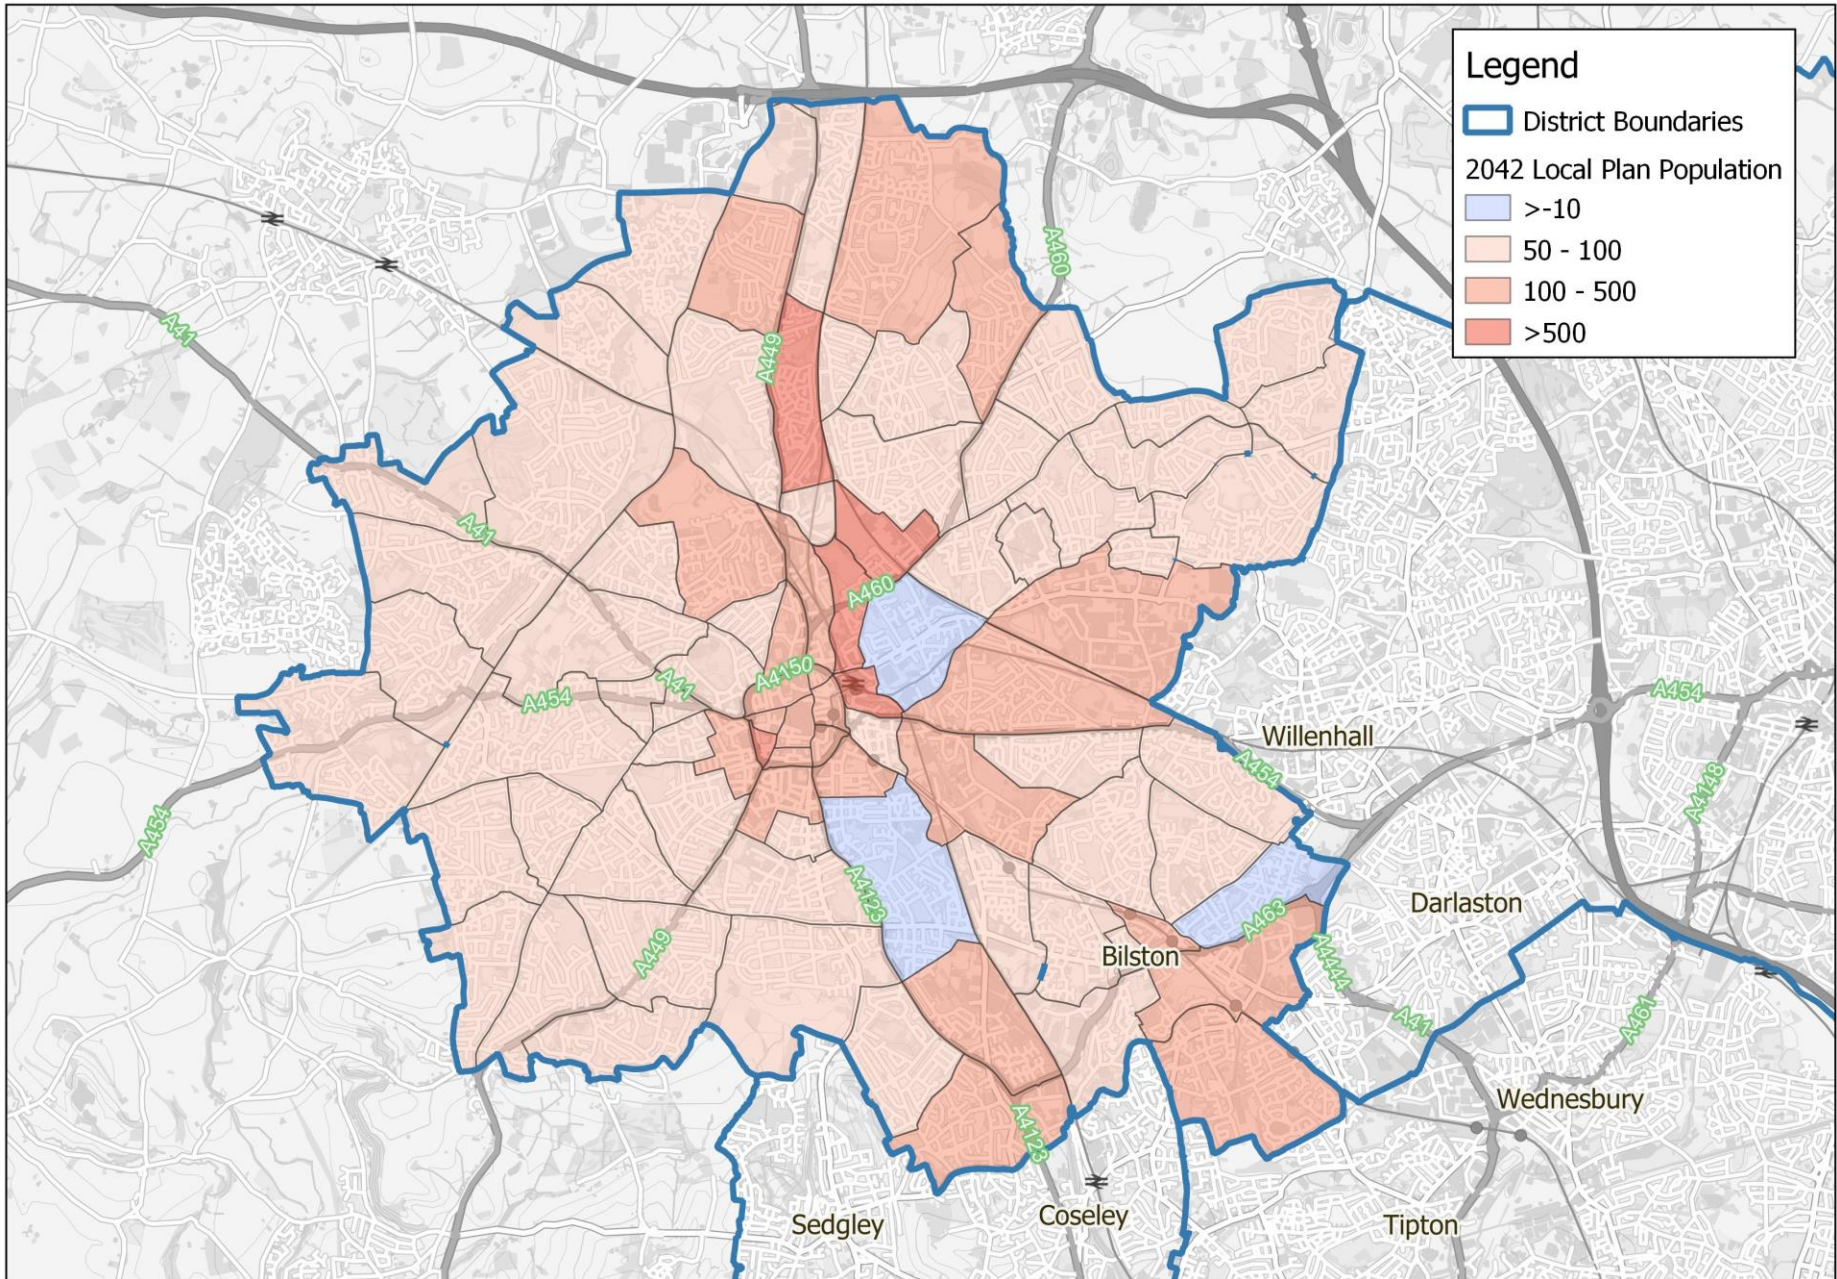 Legend
District Boundaries
2042 Local Plan Population
>-10
50 - 100
100 - 500
>500
A460
A41
A449
A41
A460
A4150
A41
A454
A454
Willenhall
A454
A4148
A454
A4123
A463
Darlaston
A449
Bilston
A4444
A41
A461
Wednesbury
A4123
Sedgley
Coseley
Tipton